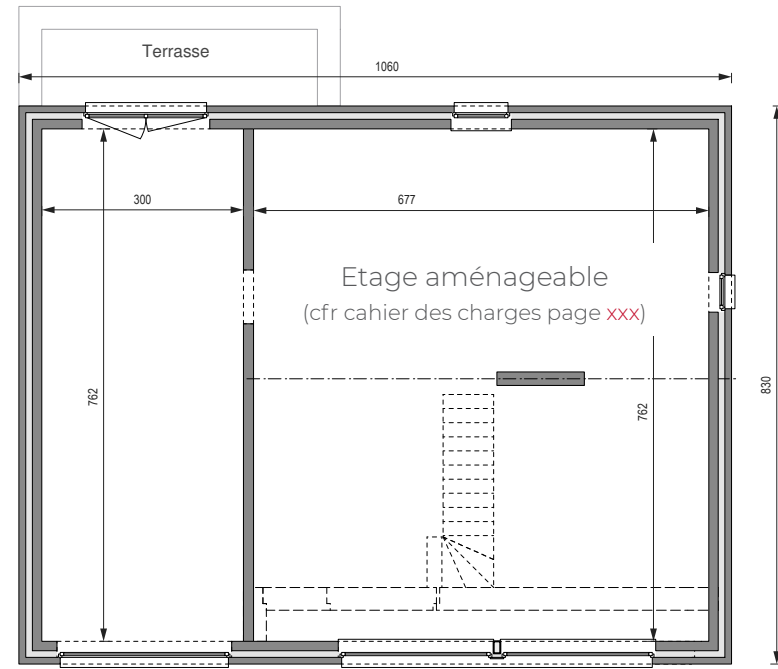 Terrasse
1060
300
677
Etage aménageable
(cfr cahier des charges page xxx)
762
762
830